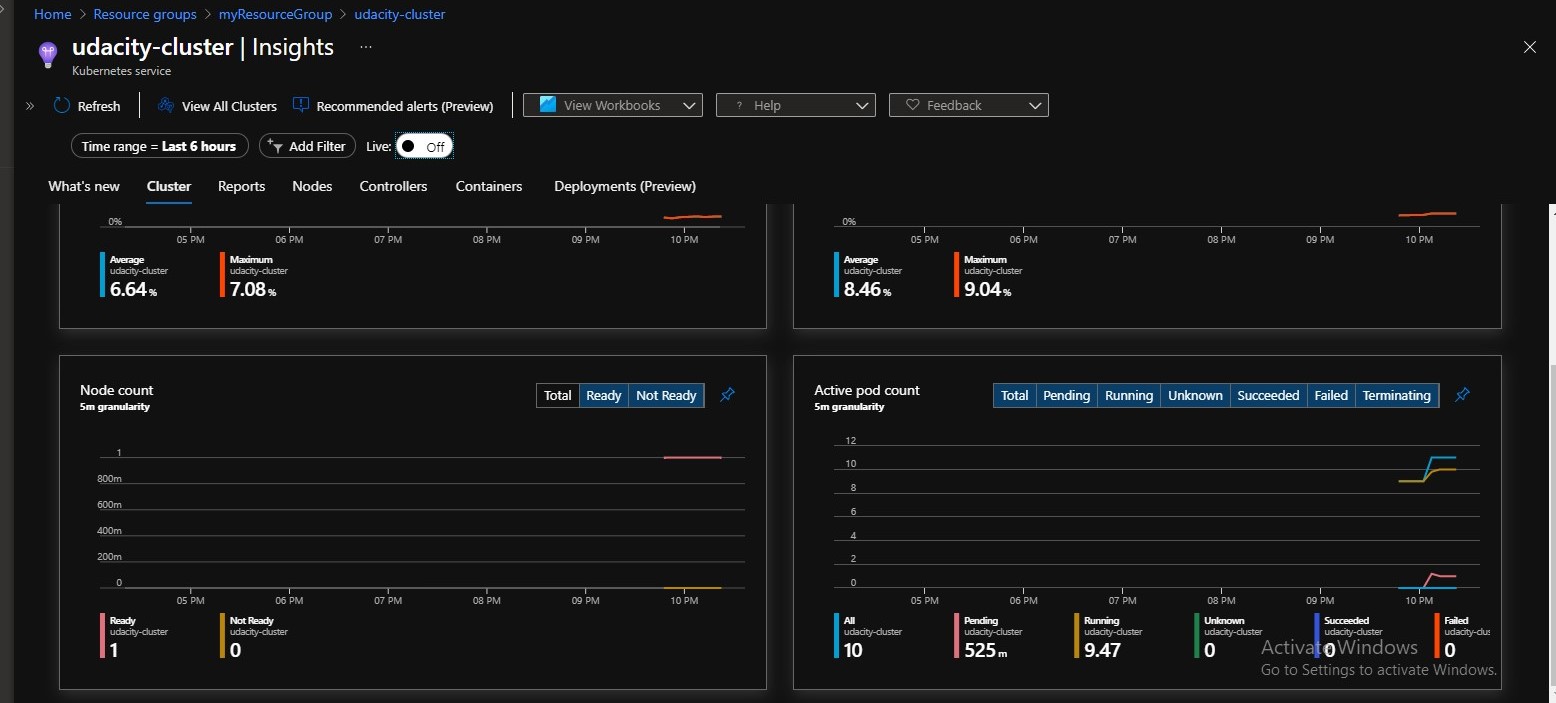 Home > Resource groups > myResourceGroup > udacity-cluster
udacity-cluster | Insights ...
Kubernetes service
Refresh View All Clusters Recommended alerts (Preview) View Workbooks ? Help Feedback
Time range = Last 6 hours Add Filter Live: Off
What's new Cluster Reports Nodes Controllers Containers Deployments (Preview)
0%
05 PM 06 PM 07 PM 08 PM 09 PM 10 PM
Average Maximum
udacity-cluster udacity-cluster
6.64 % 7.08 %
0%
05 PM 06 PM 07 PM 08 PM 09 PM 10 PM
Average Maximum
udacity-cluster udacity-cluster
8.46 % 9.04 %
Node count Total Ready Not Ready
5m granularity
1
800m
600m
400m
200m
0
05 PM 06 PM 07 PM 08 PM 09 PM 10 PM
Ready Not Ready
udacity-cluster udacity-cluster
1 0
Active pod count Total Pending Running Unknown Succeeded Failed Terminating
5m granularity
12
10
8
6
4
2
0
05 PM 06 PM 07 PM 08 PM 09 PM 10 PM
All Pending Running Unknown Succeeded Failed
udacity-cluster udacity-cluster udacity-cluster udacity-cluster udacity-cluster udacity-clus
10 525 m 9.47 0 0 0
Activate Windows
Go to Settings to activate Windows.